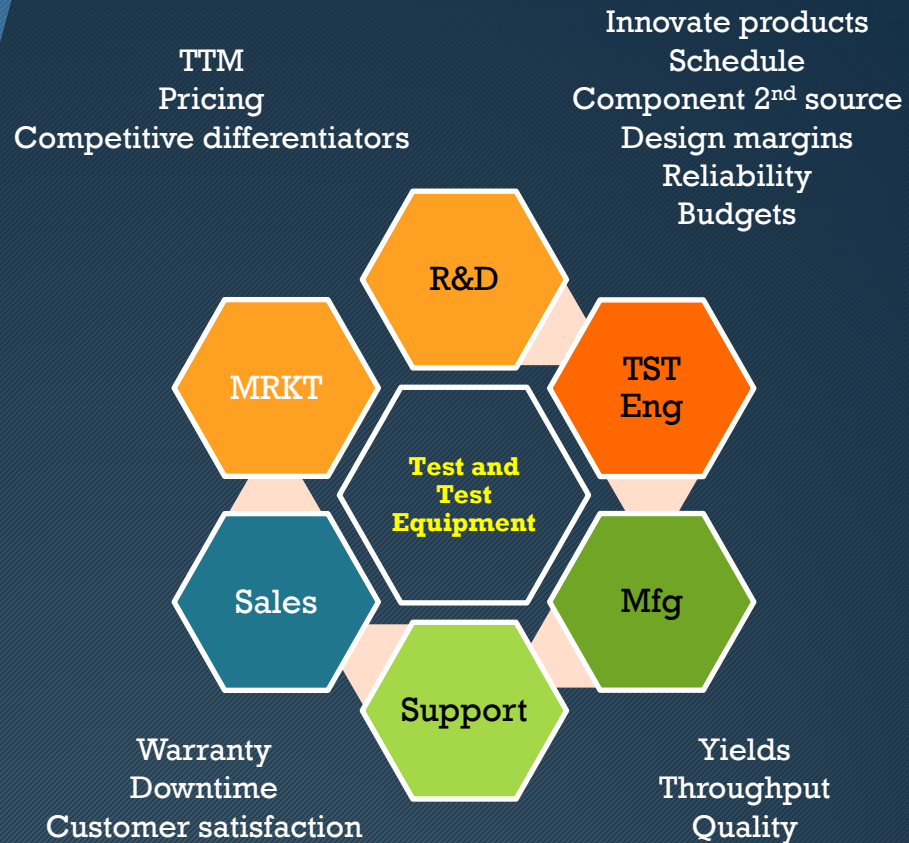 TTM
Pricing
Competitive differentiators
Innovate products
Schedule
Component 2nd source
Design margins
Reliability
Budgets
R&D
MRKT
TST
Eng
Test and
Test
Equipment
Sales
Mfg
Support
Warranty
Downtime
Customer satisfaction
Yields
Throughput
Quality